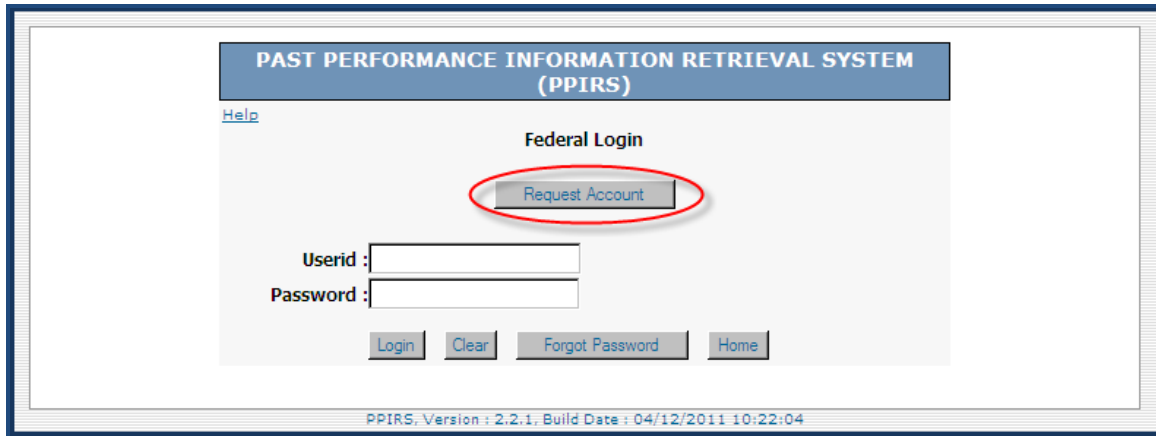 PAST PERFORMANCE INFORMATION RETRIEVAL SYSTEM
(PPIRS)
Help
Federal Login
Request Account
Userid :
Password :
Login Clear Forgot Password Home
PPIRS, Version : 2.2.1, Build Date : 04/12/2011 10:22:04